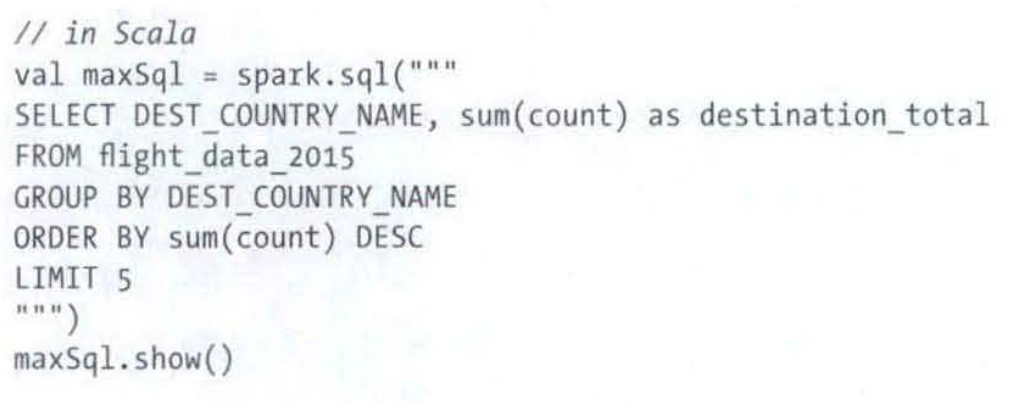 // in Scala
val maxSql = spark.sql("""
SELECT DEST_COUNTRY_NAME, sum(count) as destination_total
FROM flight_data_2015
GROUP BY DEST_COUNTRY_NAME
ORDER BY sum(count) DESC
LIMIT 5
""")
maxSql.show()